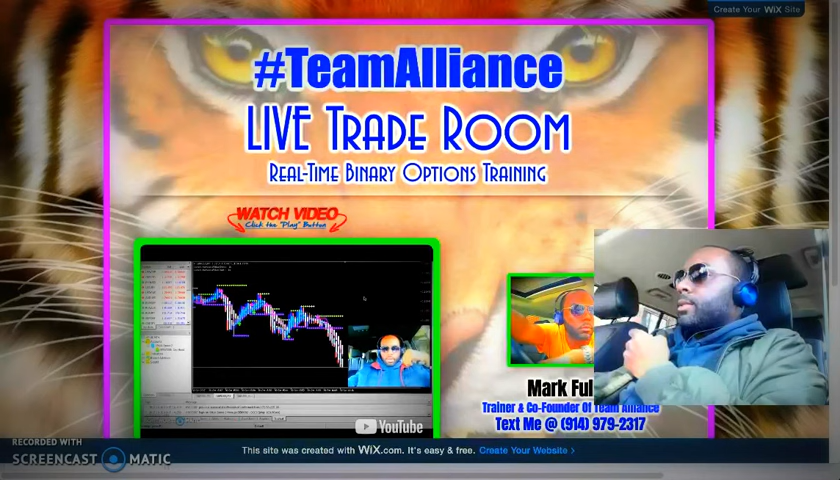 Create Your WiX Site
#TeamAlliance
LIVE TRADE ROOM
REAL-TIME BINARY OPTIONS TRAINING
WATCH VIDEO
Click the "Play" Button
YouTube
Mark Ful
Trainer & Co-Founder Of Team Alliance
Text Me @ (914) 979-2317
RECORDED WITH
SCREENCAST MATIC
This site was created with WiX.com. It's easy & free. Create Your Website >